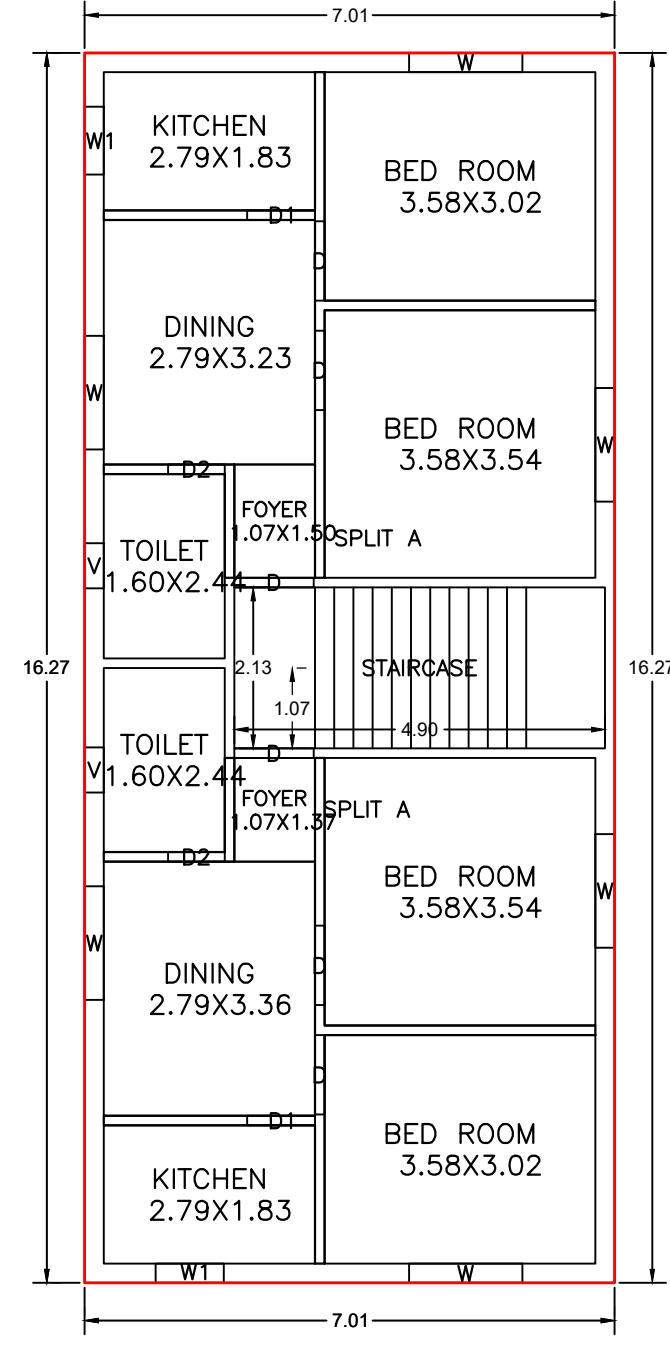 7.01
W
KITCHEN
2.79X1.83
W1
BED ROOM
3.58X3.02
D1
D
DINING
2.79X3.23
W
D
BED ROOM
3.58X3.54
W
D2
FOYER
1.07X1.50
SPLIT A
TOILET
1.60X2.44
V
D
16.27
2.13
STAIRCASE
16.27
1.07
4.90
D
TOILET
1.60X2.44
V
FOYER
1.07X1.37
SPLIT A
D2
BED ROOM
3.58X3.54
W
W
DINING
2.79X3.36
D
D
D1
BED ROOM
3.58X3.02
KITCHEN
2.79X1.83
W1
W
7.01